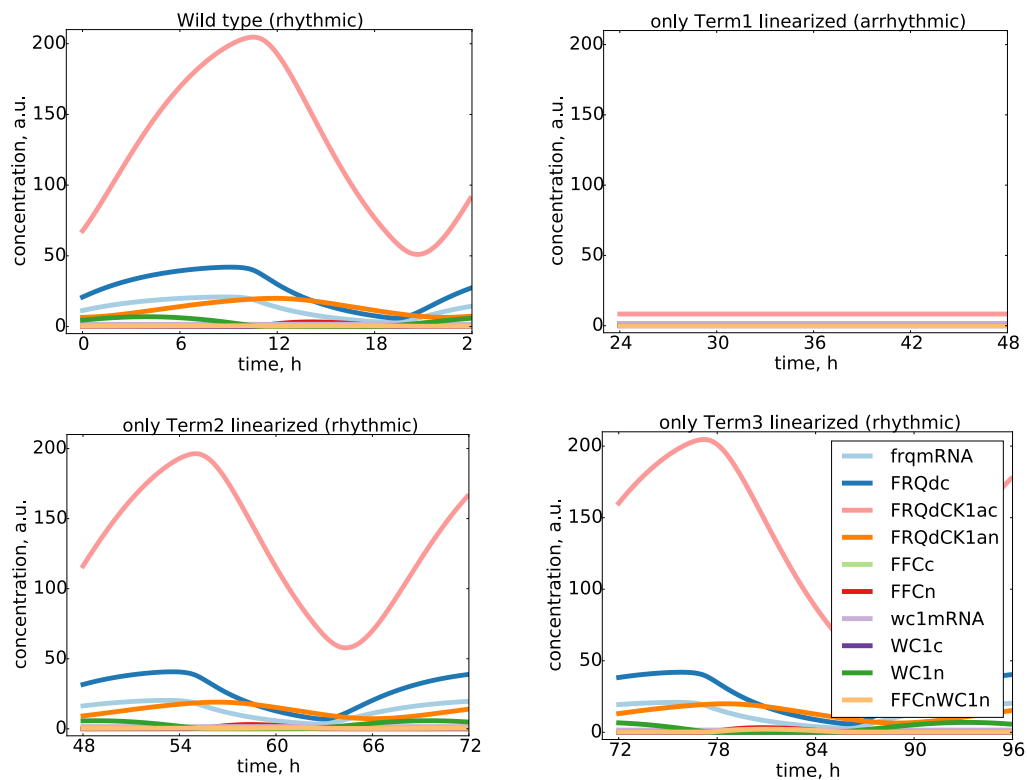 Wild type (rhythmic)
200
150
100
50
0
concentration, a.u.
0 6 12 18 2
time, h
only Term1 linearized (arrhythmic)
200
150
100
50
0
concentration, a.u.
24 30 36 42 48
time, h
only Term2 linearized (rhythmic)
200
150
100
50
0
concentration, a.u.
48 54 60 66 72
time, h
only Term3 linearized (rhythmic)
200
150
100
50
0
concentration, a.u.
72 78 84 90 96
time, h
frqmRNA
FRQdc
FRQdCK1ac
FRQdCK1an
FFCc
FFCn
wc1mRNA
WC1c
WC1n
FFCnWC1n